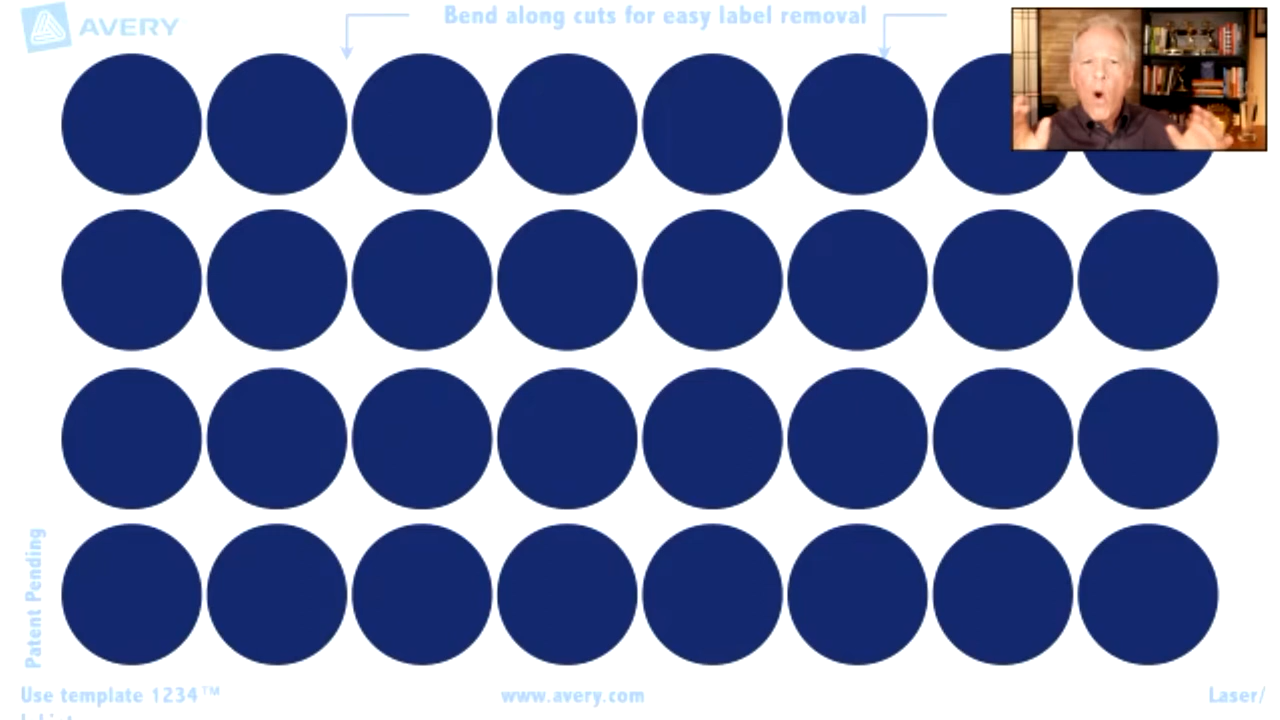 AVERY
Bend along cuts for easy label removal
Patent Pending
Use template 1234™
www.avery.com
Laser/